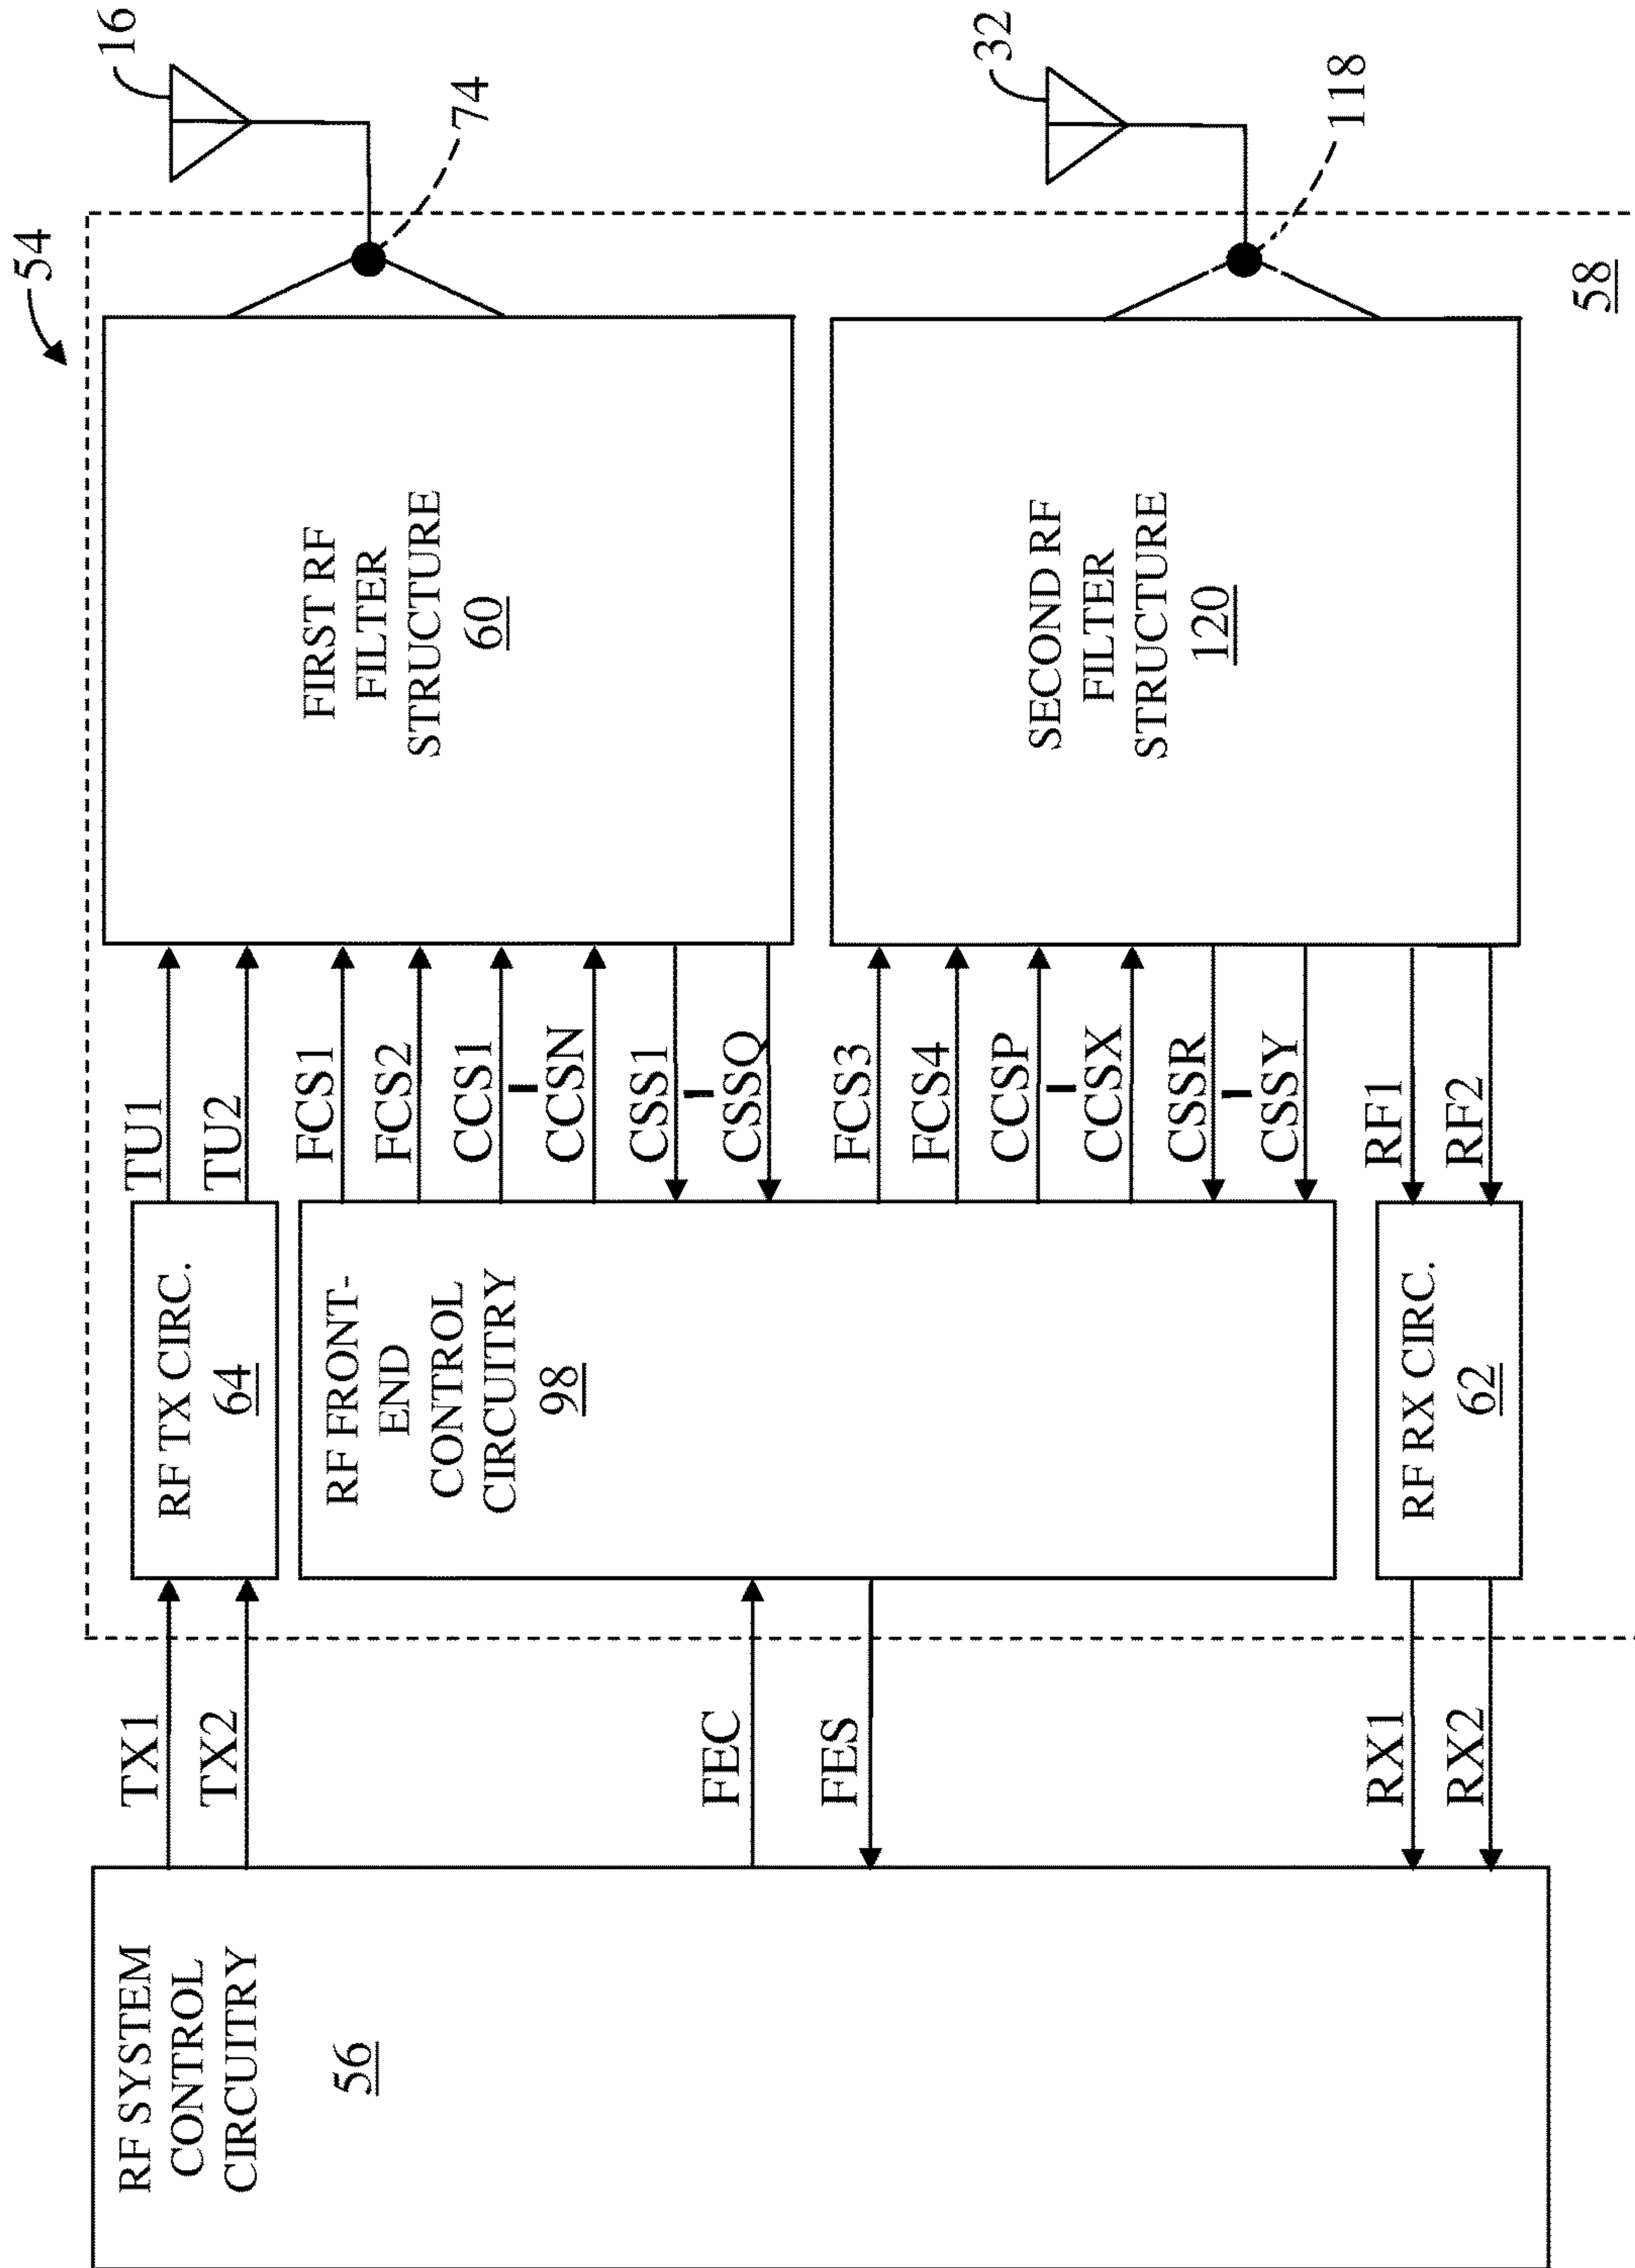 54
RF SYSTEM
CONTROL
CIRCUITRY
56
TX1
TX2
FEC
FES
RX1
RX2
RF TX CIRC.
64
RF FRONT-
END
CONTROL
CIRCUITRY
98
RF RX CIRC.
62
TU1
TU2
FCS1
FCS2
CCS1
-
CCSN
CSS1
-
CSSQ
FCS3
FCS4
CCSP
-
CCSX
CSSR
-
CSSY
RF1
RF2
FIRST RF
FILTER
STRUCTURE
60
SECOND RF
FILTER
STRUCTURE
120
16
74
32
118
58